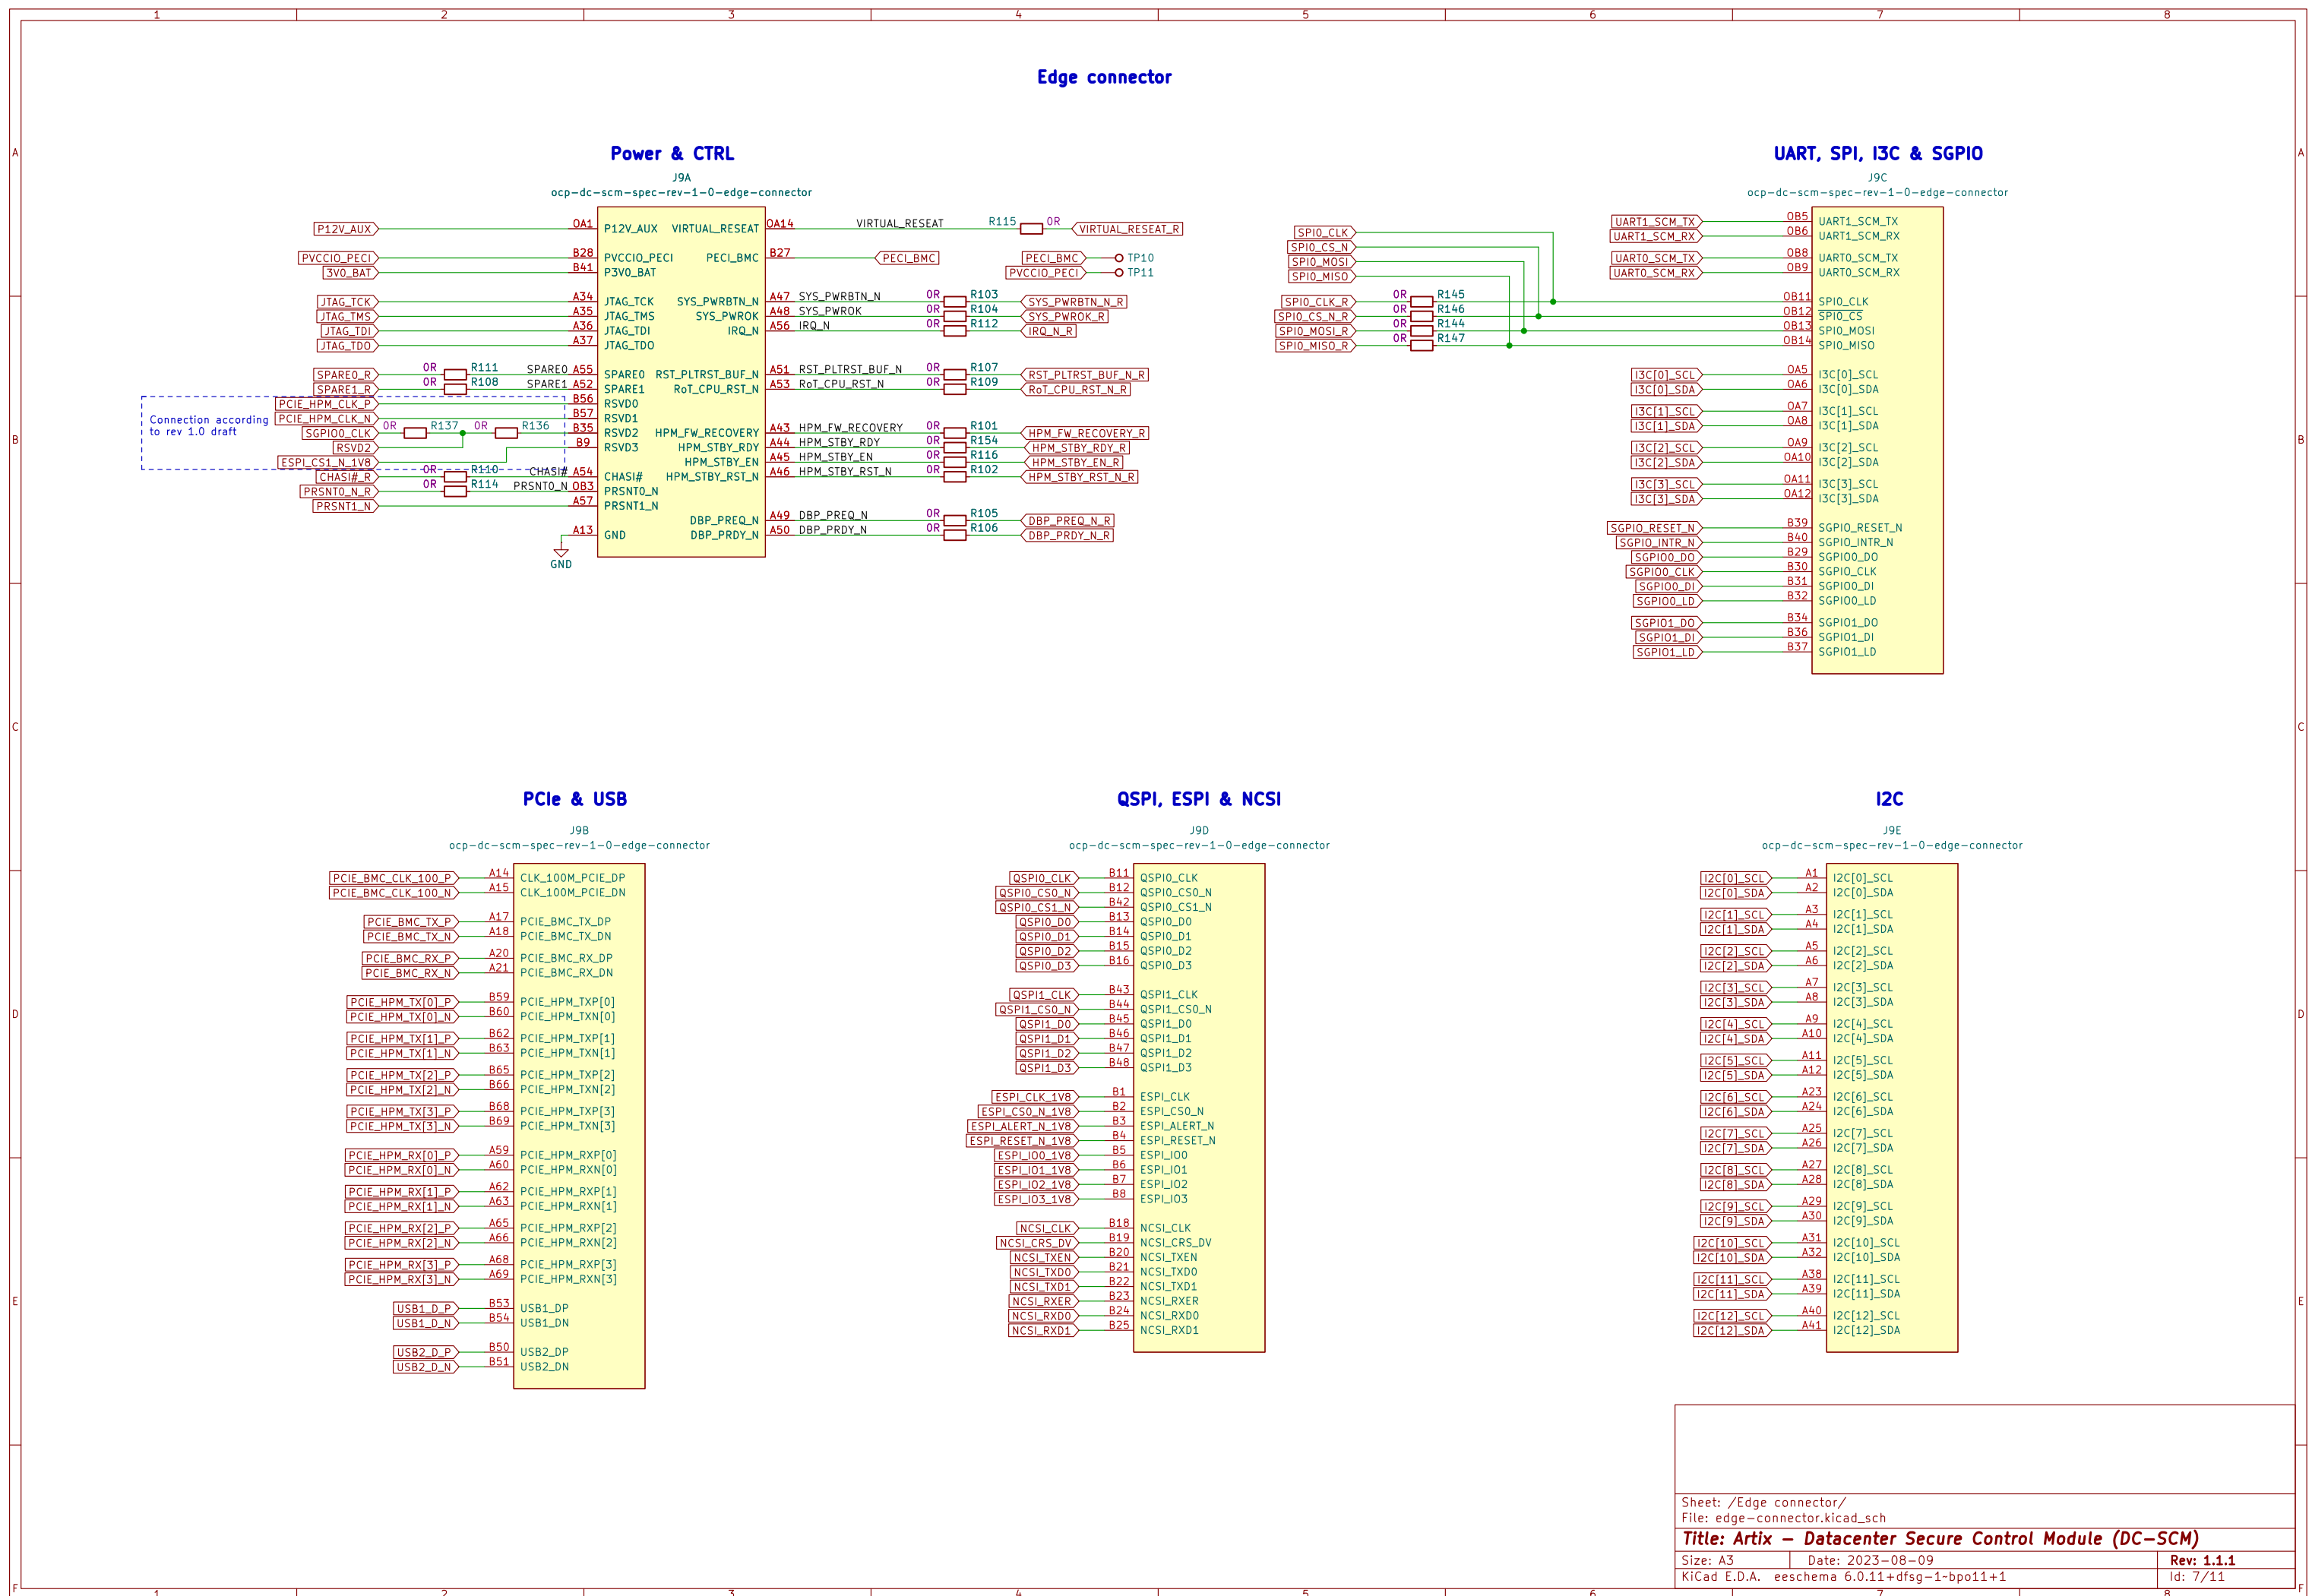 1 2 3 4 5 6 7 8
Edge connector
A A
B B
C C
D D
E E
F F
Power & CTRL
J9A
ocp-dc-scm-spec-rev-1-0-edge-connector
P12V_AUX OA1 P12V_AUX VIRTUAL_RESEAT OA14 VIRTUAL_RESEAT R115 0R VIRTUAL_RESEAT_R
PVCCIO_PECI B28 PVCCIO_PECI PECI_BMC B27 PECI_BMC PECI_BMC TP10
3V0_BAT B41 P3V0_BAT PVCCIO_PECI TP11
JTAG_TCK A34 JTAG_TCK SYS_PWRBTN_N A47 SYS_PWRBTN_N 0R R103 SYS_PWRBTN_N_R
JTAG_TMS A35 JTAG_TMS SYS_PWROK A48 SYS_PWROK 0R R104 SYS_PWROK_R
JTAG_TDI A36 JTAG_TDI IRQ_N A56 IRQ_N 0R R112 IRQ_N_R
JTAG_TDO A37 JTAG_TDO
SPARE0_R 0R R111 SPARE0 A55 SPARE0 RST_PLTRST_BUF_N A51 RST_PLTRST_BUF_N 0R R107 RST_PLTRST_BUF_N_R
SPARE1_R 0R R108 SPARE1 A52 SPARE1 RoT_CPU_RST_N A53 RoT_CPU_RST_N 0R R109 RoT_CPU_RST_N_R
PCIE_HPM_CLK_P B56 RSVD0
Connection according
to rev 1.0 draft
PCIE_HPM_CLK_N B57 RSVD1
SGPIO0_CLK 0R R137 0R R136 B35 RSVD2 HPM_FW_RECOVERY A43 HPM_FW_RECOVERY 0R R101 HPM_FW_RECOVERY_R
RSVD2 B9 RSVD3 HPM_STBY_RDY A44 HPM_STBY_RDY 0R R154 HPM_STBY_RDY_R
ESPI_CS1_N_1V8 HPM_STBY_EN A45 HPM_STBY_EN 0R R116 HPM_STBY_EN_R
CHASI#_R 0R R110 CHASI# A54 CHASI# HPM_STBY_RST_N A46 HPM_STBY_RST_N 0R R102 HPM_STBY_RST_N_R
PRSNT0_N_R 0R R114 PRSNT0_N OB3 PRSNT0_N
PRSNT1_N A57 PRSNT1_N
DBP_PREQ_N A49 DBP_PREQ_N 0R R105 DBP_PREQ_N_R
A13 GND DBP_PRDY_N A50 DBP_PRDY_N 0R R106 DBP_PRDY_N_R
GND
UART, SPI, I3C & SGPIO
J9C
ocp-dc-scm-spec-rev-1-0-edge-connector
UART1_SCM_TX OB5 UART1_SCM_TX
UART1_SCM_RX OB6 UART1_SCM_RX
UART0_SCM_TX OB8 UART0_SCM_TX
UART0_SCM_RX OB9 UART0_SCM_RX
SPI0_CLK
SPI0_CS_N
SPI0_MOSI
SPI0_MISO
SPI0_CLK_R 0R R145 OB11 SPI0_CLK
SPI0_CS_N_R 0R R146 OB12 SPI0_CS
SPI0_MOSI_R 0R R144 OB13 SPI0_MOSI
SPI0_MISO_R 0R R147 OB14 SPI0_MISO
I3C[0]_SCL OA5 I3C[0]_SCL
I3C[0]_SDA OA6 I3C[0]_SDA
I3C[1]_SCL OA7 I3C[1]_SCL
I3C[1]_SDA OA8 I3C[1]_SDA
I3C[2]_SCL OA9 I3C[2]_SCL
I3C[2]_SDA OA10 I3C[2]_SDA
I3C[3]_SCL OA11 I3C[3]_SCL
I3C[3]_SDA OA12 I3C[3]_SDA
SGPIO_RESET_N B39 SGPIO_RESET_N
SGPIO_INTR_N B40 SGPIO_INTR_N
SGPIO0_DO B29 SGPIO0_DO
SGPIO0_CLK B30 SGPIO_CLK
SGPIO0_DI B31 SGPIO0_DI
SGPIO0_LD B32 SGPIO0_LD
SGPIO1_DO B34 SGPIO1_DO
SGPIO1_DI B36 SGPIO1_DI
SGPIO1_LD B37 SGPIO1_LD
PCIe & USB
J9B
ocp-dc-scm-spec-rev-1-0-edge-connector
PCIE_BMC_CLK_100_P A14 CLK_100M_PCIE_DP
PCIE_BMC_CLK_100_N A15 CLK_100M_PCIE_DN
PCIE_BMC_TX_P A17 PCIE_BMC_TX_DP
PCIE_BMC_TX_N A18 PCIE_BMC_TX_DN
PCIE_BMC_RX_P A20 PCIE_BMC_RX_DP
PCIE_BMC_RX_N A21 PCIE_BMC_RX_DN
PCIE_HPM_TX[0]_P B59 PCIE_HPM_TXP[0]
PCIE_HPM_TX[0]_N B60 PCIE_HPM_TXN[0]
PCIE_HPM_TX[1]_P B62 PCIE_HPM_TXP[1]
PCIE_HPM_TX[1]_N B63 PCIE_HPM_TXN[1]
PCIE_HPM_TX[2]_P B65 PCIE_HPM_TXP[2]
PCIE_HPM_TX[2]_N B66 PCIE_HPM_TXN[2]
PCIE_HPM_TX[3]_P B68 PCIE_HPM_TXP[3]
PCIE_HPM_TX[3]_N B69 PCIE_HPM_TXN[3]
PCIE_HPM_RX[0]_P A59 PCIE_HPM_RXP[0]
PCIE_HPM_RX[0]_N A60 PCIE_HPM_RXN[0]
PCIE_HPM_RX[1]_P A62 PCIE_HPM_RXP[1]
PCIE_HPM_RX[1]_N A63 PCIE_HPM_RXN[1]
PCIE_HPM_RX[2]_P A65 PCIE_HPM_RXP[2]
PCIE_HPM_RX[2]_N A66 PCIE_HPM_RXN[2]
PCIE_HPM_RX[3]_P A68 PCIE_HPM_RXP[3]
PCIE_HPM_RX[3]_N A69 PCIE_HPM_RXN[3]
USB1_D_P B53 USB1_DP
USB1_D_N B54 USB1_DN
USB2_D_P B50 USB2_DP
USB2_D_N B51 USB2_DN
QSPI, ESPI & NCSI
J9D
ocp-dc-scm-spec-rev-1-0-edge-connector
QSPI0_CLK B11 QSPI0_CLK
QSPI0_CS0_N B12 QSPI0_CS0_N
QSPI0_CS1_N B42 QSPI0_CS1_N
QSPI0_D0 B13 QSPI0_D0
QSPI0_D1 B14 QSPI0_D1
QSPI0_D2 B15 QSPI0_D2
QSPI0_D3 B16 QSPI0_D3
QSPI1_CLK B43 QSPI1_CLK
QSPI1_CS0_N B44 QSPI1_CS0_N
QSPI1_D0 B45 QSPI1_D0
QSPI1_D1 B46 QSPI1_D1
QSPI1_D2 B47 QSPI1_D2
QSPI1_D3 B48 QSPI1_D3
ESPI_CLK_1V8 B1 ESPI_CLK
ESPI_CS0_N_1V8 B2 ESPI_CS0_N
ESPI_ALERT_N_1V8 B3 ESPI_ALERT_N
ESPI_RESET_N_1V8 B4 ESPI_RESET_N
ESPI_IO0_1V8 B5 ESPI_IO0
ESPI_IO1_1V8 B6 ESPI_IO1
ESPI_IO2_1V8 B7 ESPI_IO2
ESPI_IO3_1V8 B8 ESPI_IO3
NCSI_CLK B18 NCSI_CLK
NCSI_CRS_DV B19 NCSI_CRS_DV
NCSI_TXEN B20 NCSI_TXEN
NCSI_TXD0 B21 NCSI_TXD0
NCSI_TXD1 B22 NCSI_TXD1
NCSI_RXER B23 NCSI_RXER
NCSI_RXD0 B24 NCSI_RXD0
NCSI_RXD1 B25 NCSI_RXD1
I2C
J9E
ocp-dc-scm-spec-rev-1-0-edge-connector
I2C[0]_SCL A1 I2C[0]_SCL
I2C[0]_SDA A2 I2C[0]_SDA
I2C[1]_SCL A3 I2C[1]_SCL
I2C[1]_SDA A4 I2C[1]_SDA
I2C[2]_SCL A5 I2C[2]_SCL
I2C[2]_SDA A6 I2C[2]_SDA
I2C[3]_SCL A7 I2C[3]_SCL
I2C[3]_SDA A8 I2C[3]_SDA
I2C[4]_SCL A9 I2C[4]_SCL
I2C[4]_SDA A10 I2C[4]_SDA
I2C[5]_SCL A11 I2C[5]_SCL
I2C[5]_SDA A12 I2C[5]_SDA
I2C[6]_SCL A23 I2C[6]_SCL
I2C[6]_SDA A24 I2C[6]_SDA
I2C[7]_SCL A25 I2C[7]_SCL
I2C[7]_SDA A26 I2C[7]_SDA
I2C[8]_SCL A27 I2C[8]_SCL
I2C[8]_SDA A28 I2C[8]_SDA
I2C[9]_SCL A29 I2C[9]_SCL
I2C[9]_SDA A30 I2C[9]_SDA
I2C[10]_SCL A31 I2C[10]_SCL
I2C[10]_SDA A32 I2C[10]_SDA
I2C[11]_SCL A38 I2C[11]_SCL
I2C[11]_SDA A39 I2C[11]_SDA
I2C[12]_SCL A40 I2C[12]_SCL
I2C[12]_SDA A41 I2C[12]_SDA
Sheet: /Edge connector/
File: edge-connector.kicad_sch
Title: Artix – Datacenter Secure Control Module (DC-SCM)
Size: A3 Date: 2023-08-09 Rev: 1.1.1
KiCad E.D.A. eeschema 6.0.11+dfsg-1~bpo11+1 Id: 7/11
1 2 3 4 5 6 7 8